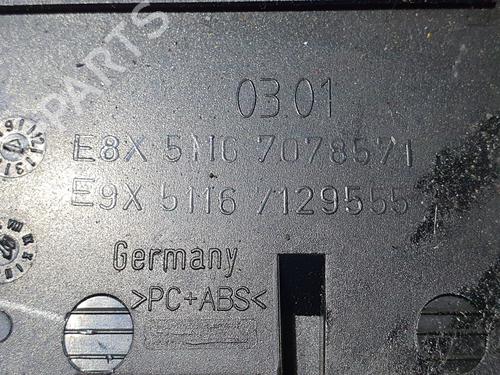 03.01
E8X 5116 7078571
E9X 5116 7129555
Germany
>PC+ABS<